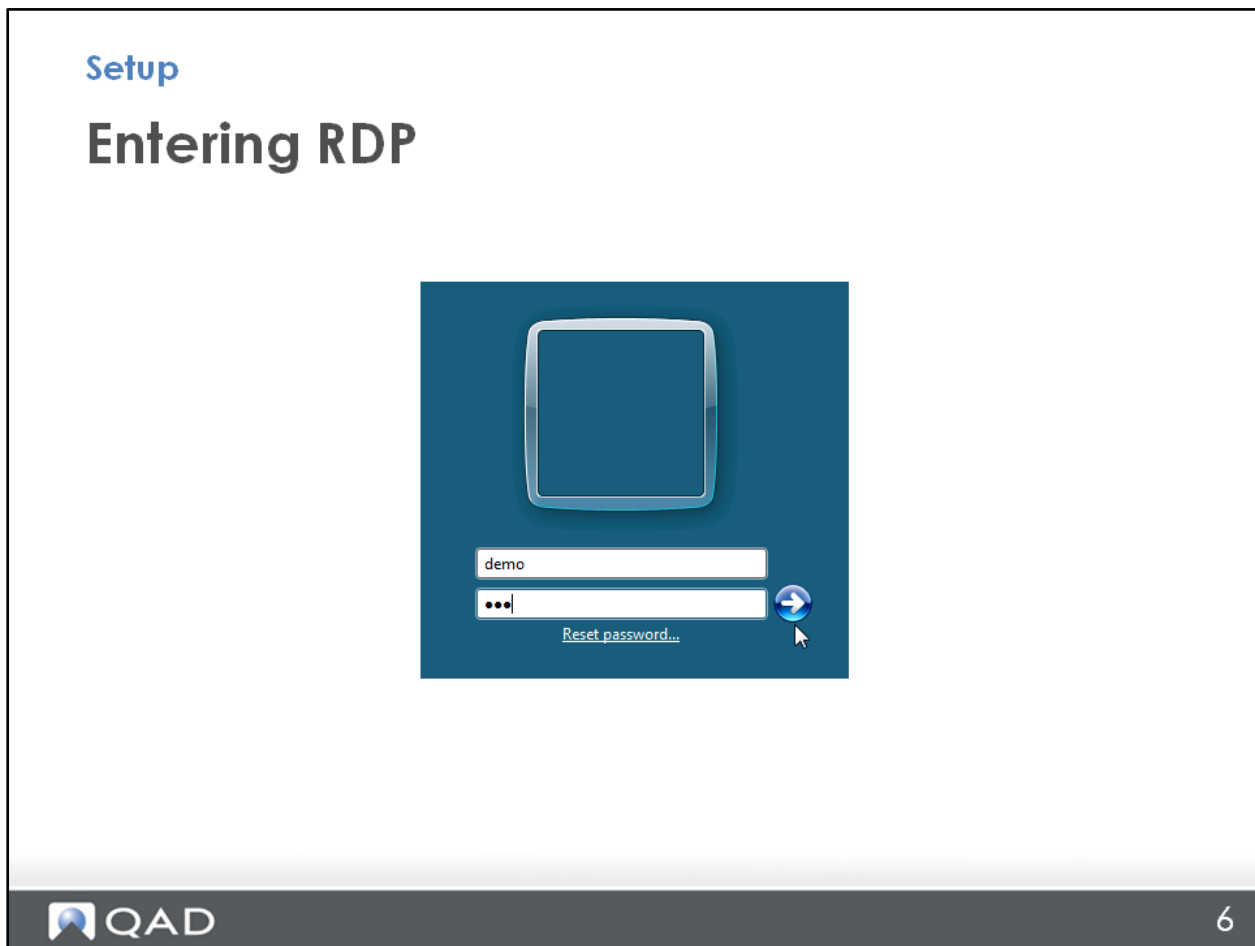 Setup
Entering RDP
demo
•••
Reset password...
QAD
6